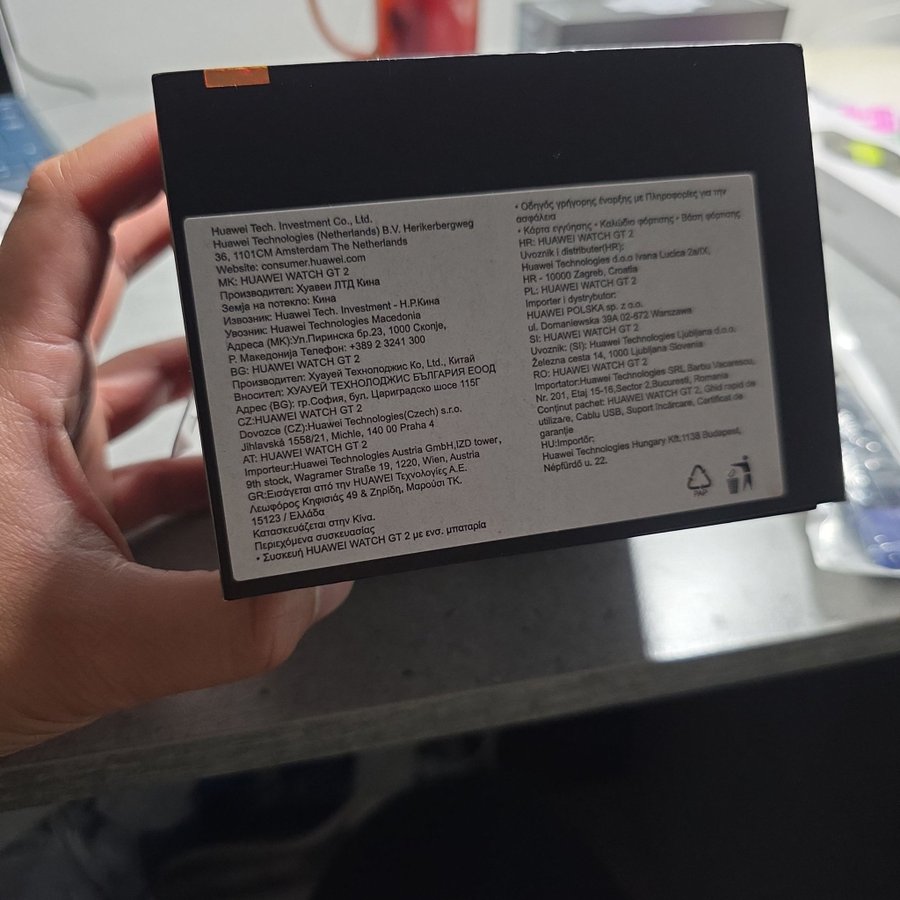 Huawei Tech. Investment Co., Ltd.
Huawei Technologies (Netherlands) B.V. Herikerbergweg
36, 1101CM Amsterdam The Netherlands
Website: consumer.huawei.com
MK: HUAWEI WATCH GT 2
Производител: Хуавеи ЛТД Кина
Земја на потекло: Кина
Извозник: Huawei Tech. Investment - Н.Р.Кина
Увозник: Huawei Technologies Macedonia
Адреса (МК):Ул.Пиринска бр.23, 1000 Скопје,
Р. Македонија Телефон: +389 2 3241 300
BG: HUAWEI WATCH GT 2
Производител: Хуауей Технолоджис Ко, Ltd., Китай
Вносител: ХУАУЕЙ ТЕХНОЛОДЖИС БЪЛГАРИЯ ЕООД
Адрес (BG): гр.София, бул. Цариградско шосе 115Г
CZ:HUAWEI WATCH GT 2
Dovozce (CZ):Huawei Technologies(Czech) s.r.o.
Jihlavská 1558/21, Michle, 140 00 Praha 4
AT: HUAWEI WATCH GT 2
Importeur:Huawei Technologies Austria GmbH,IZD tower,
9th stock, Wagramer Straße 19, 1220, Wien, Austria
GR:Εισάγεται από την HUAWEI Τεχνολογίες Α.Ε.
Λεωφόρος Κηφισιάς 49 & Ζηρίδη, Μαρούσι ΤΚ.
15123 / Ελλάδα
Κατασκευάζεται στην Κίνα.
Περιεχόμενα συσκευασίας
• Συσκευή HUAWEI WATCH GT 2 με ενσ. μπαταρία
• Οδηγός γρήγορης έναρξης με Πληροφορίες για την
ασφάλεια
• Κάρτα εγγύησης • Καλώδιο φόρτισης • Βάση φόρτισης
HR: HUAWEI WATCH GT 2
Uvoznik i distributer(HR):
Huawei Technologies d.o.o Ivana Lucica 2a/IX,
HR - 10000 Zagreb, Croatia
PL: HUAWEI WATCH GT 2
Importer i dystrybutor:
HUAWEI POLSKA sp. z o.o.
ul. Domaniewska 39A 02-672 Warszawa
SI: HUAWEI WATCH GT 2
Uvoznik: (SI): Huawei Technologies Ljubljana d.o.o.
Železna cesta 14, 1000 Ljubljana Slovenia
RO: HUAWEI WATCH GT 2
Importator:Huawei Technologies SRL Barbu Vacarescu,
Nr. 201, Etaj 15-16,Sector 2,Bucuresti, Romania
Conținut pachet: HUAWEI WATCH GT 2, Ghid rapid de
utilizare, Cablu USB, Suport încărcare, Certificat de
garanție
HU:Importőr:
Huawei Technologies Hungary Kft.1138 Budapest,
Népfürdő u. 22.
PAP